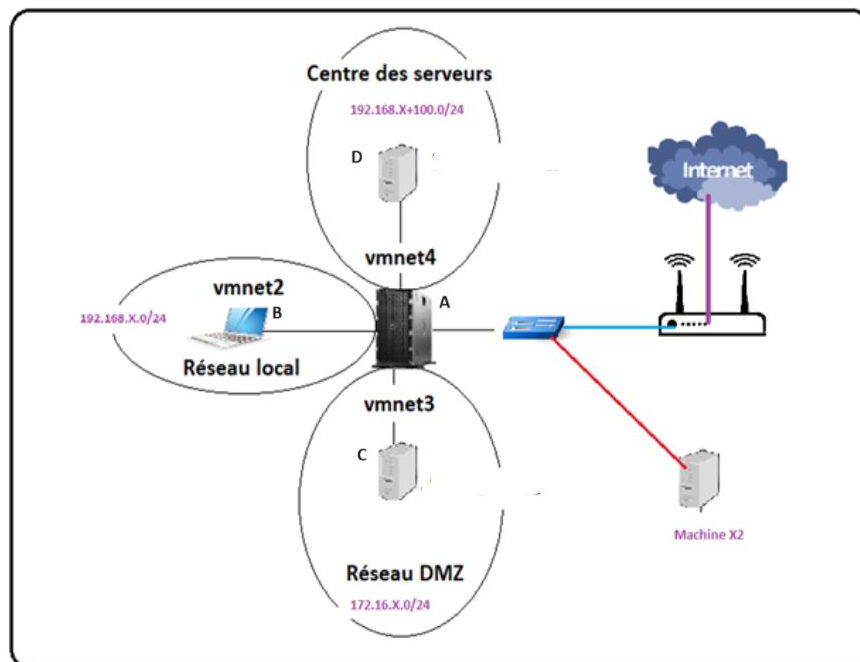 Centre des serveurs
192.168.X+100.0/24
D
Internet
vmnet4
vmnet2
A
B
192.168.X.0/24
Réseau local
vmnet3
C
Machine X2
Réseau DMZ
172.16.X.0/24